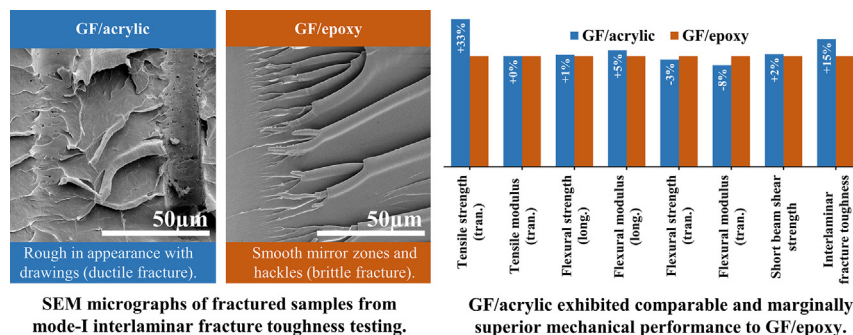 GF/acrylic
GF/epoxy
50μm
50μm
Rough in appearance with
drawings (ductile fracture).
Smooth mirror zones and
hackles (brittle fracture).
SEM micrographs of fractured samples from
mode-I interlaminar fracture toughness testing.
GF/acrylic
GF/epoxy
+33%
+0%
+1%
+5%
-3%
-8%
+2%
+15%
Tensile strength
(tran.)
Tensile modulus
(tran.)
Flexural strength
(long.)
Flexural modulus
(long.)
Flexural strength
(tran.)
Flexural modulus
(tran.)
Short beam shear
strength
Interlaminar
fracture toughness
GF/acrylic exhibited comparable and marginally
superior mechanical performance to GF/epoxy.